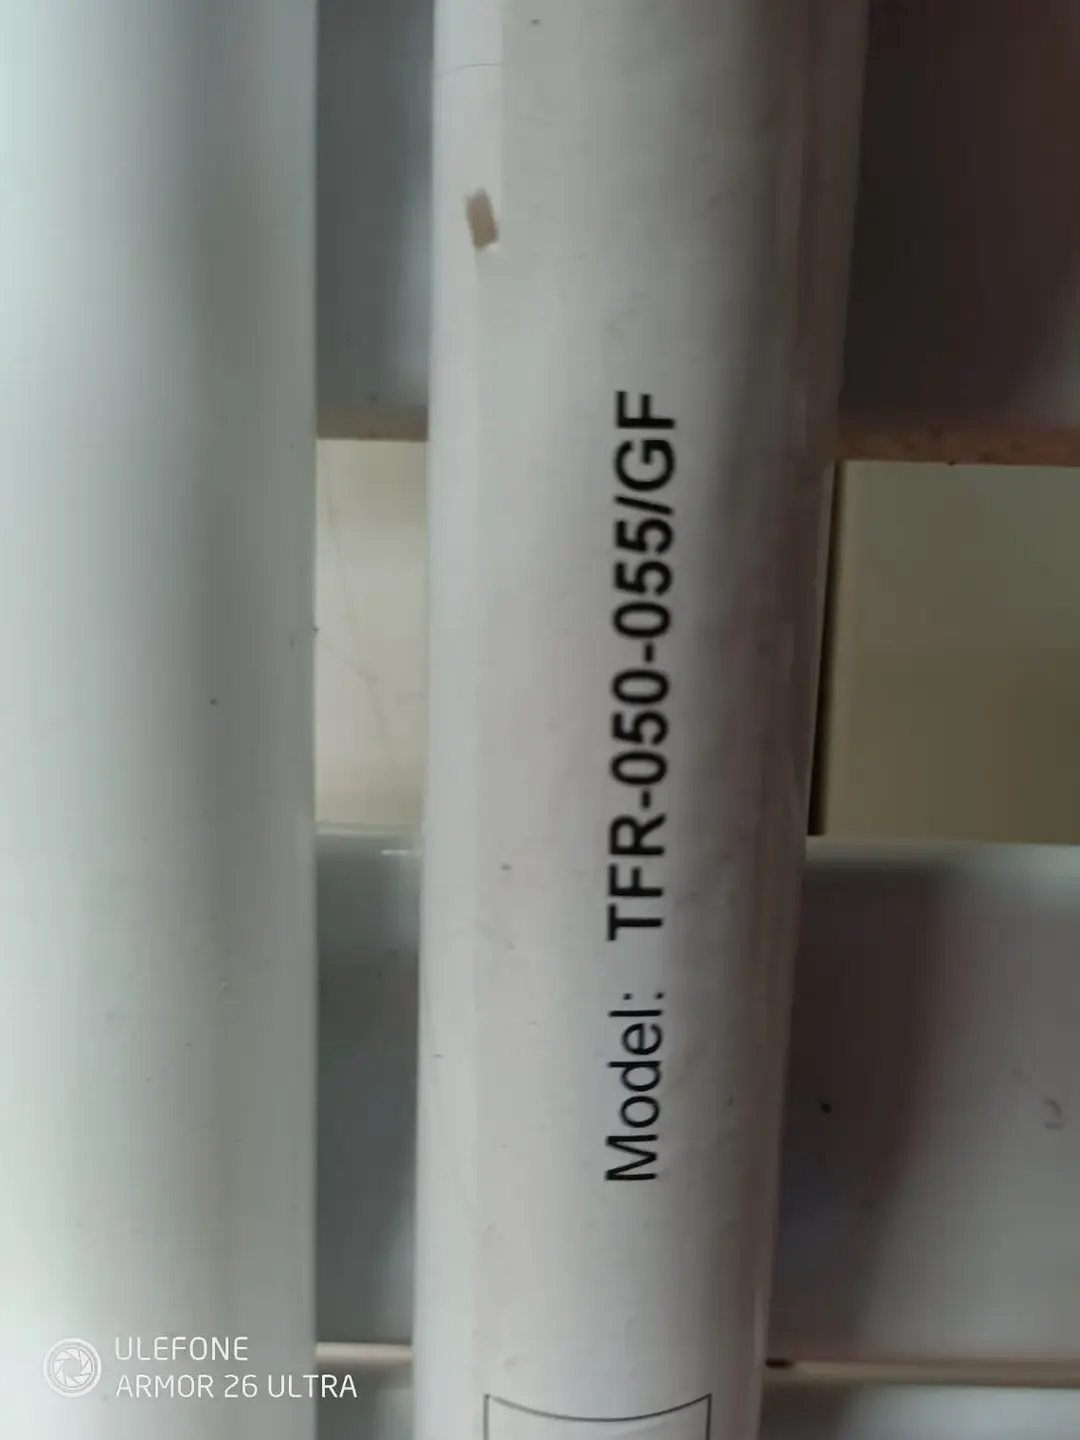 Model: TFR-050-055/GF
ULEFONE
ARMOR 26 ULTRA